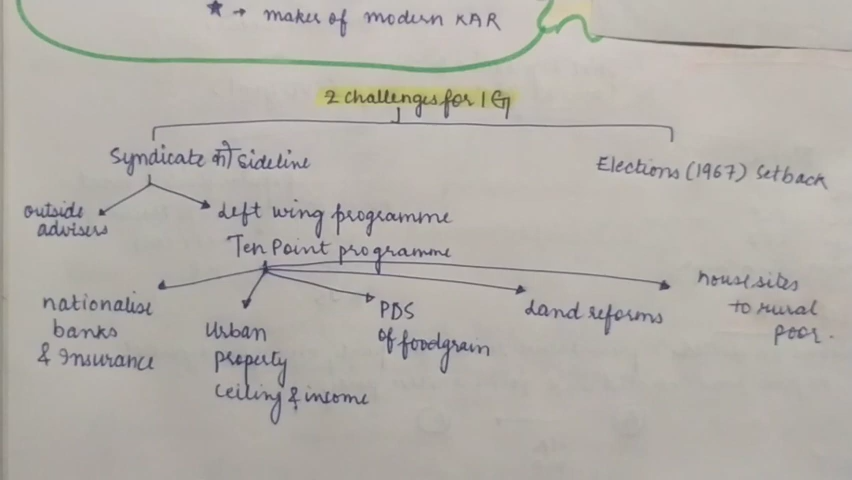 ★ → maker of modern KAR
2 challenges for IG
Syndicate को sideline
Elections (1967) setback
outside
advisers
Left wing programme
Ten Point programme
nationalise
banks
& Insurance
Urban
property
ceiling & income
PDS
of foodgrain
Land reforms
house sites
to rural
poor.